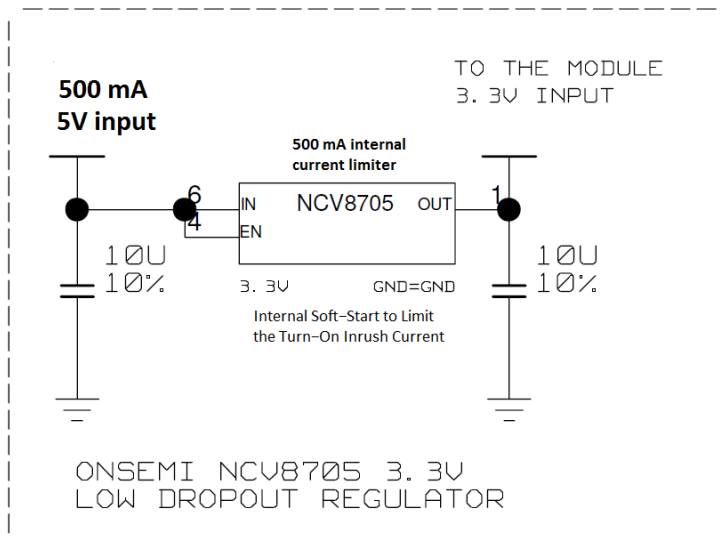 500 mA
5V input
TO THE MODULE
3.3V INPUT
500 mA internal
current limiter
6
4
IN
EN
NCV8705
OUT
1
10U
10%
3.3V
GND=GND
10U
10%
Internal Soft−Start to Limit
the Turn−On Inrush Current
ONSEMI NCV8705 3.3V
LOW DROPOUT REGULATOR